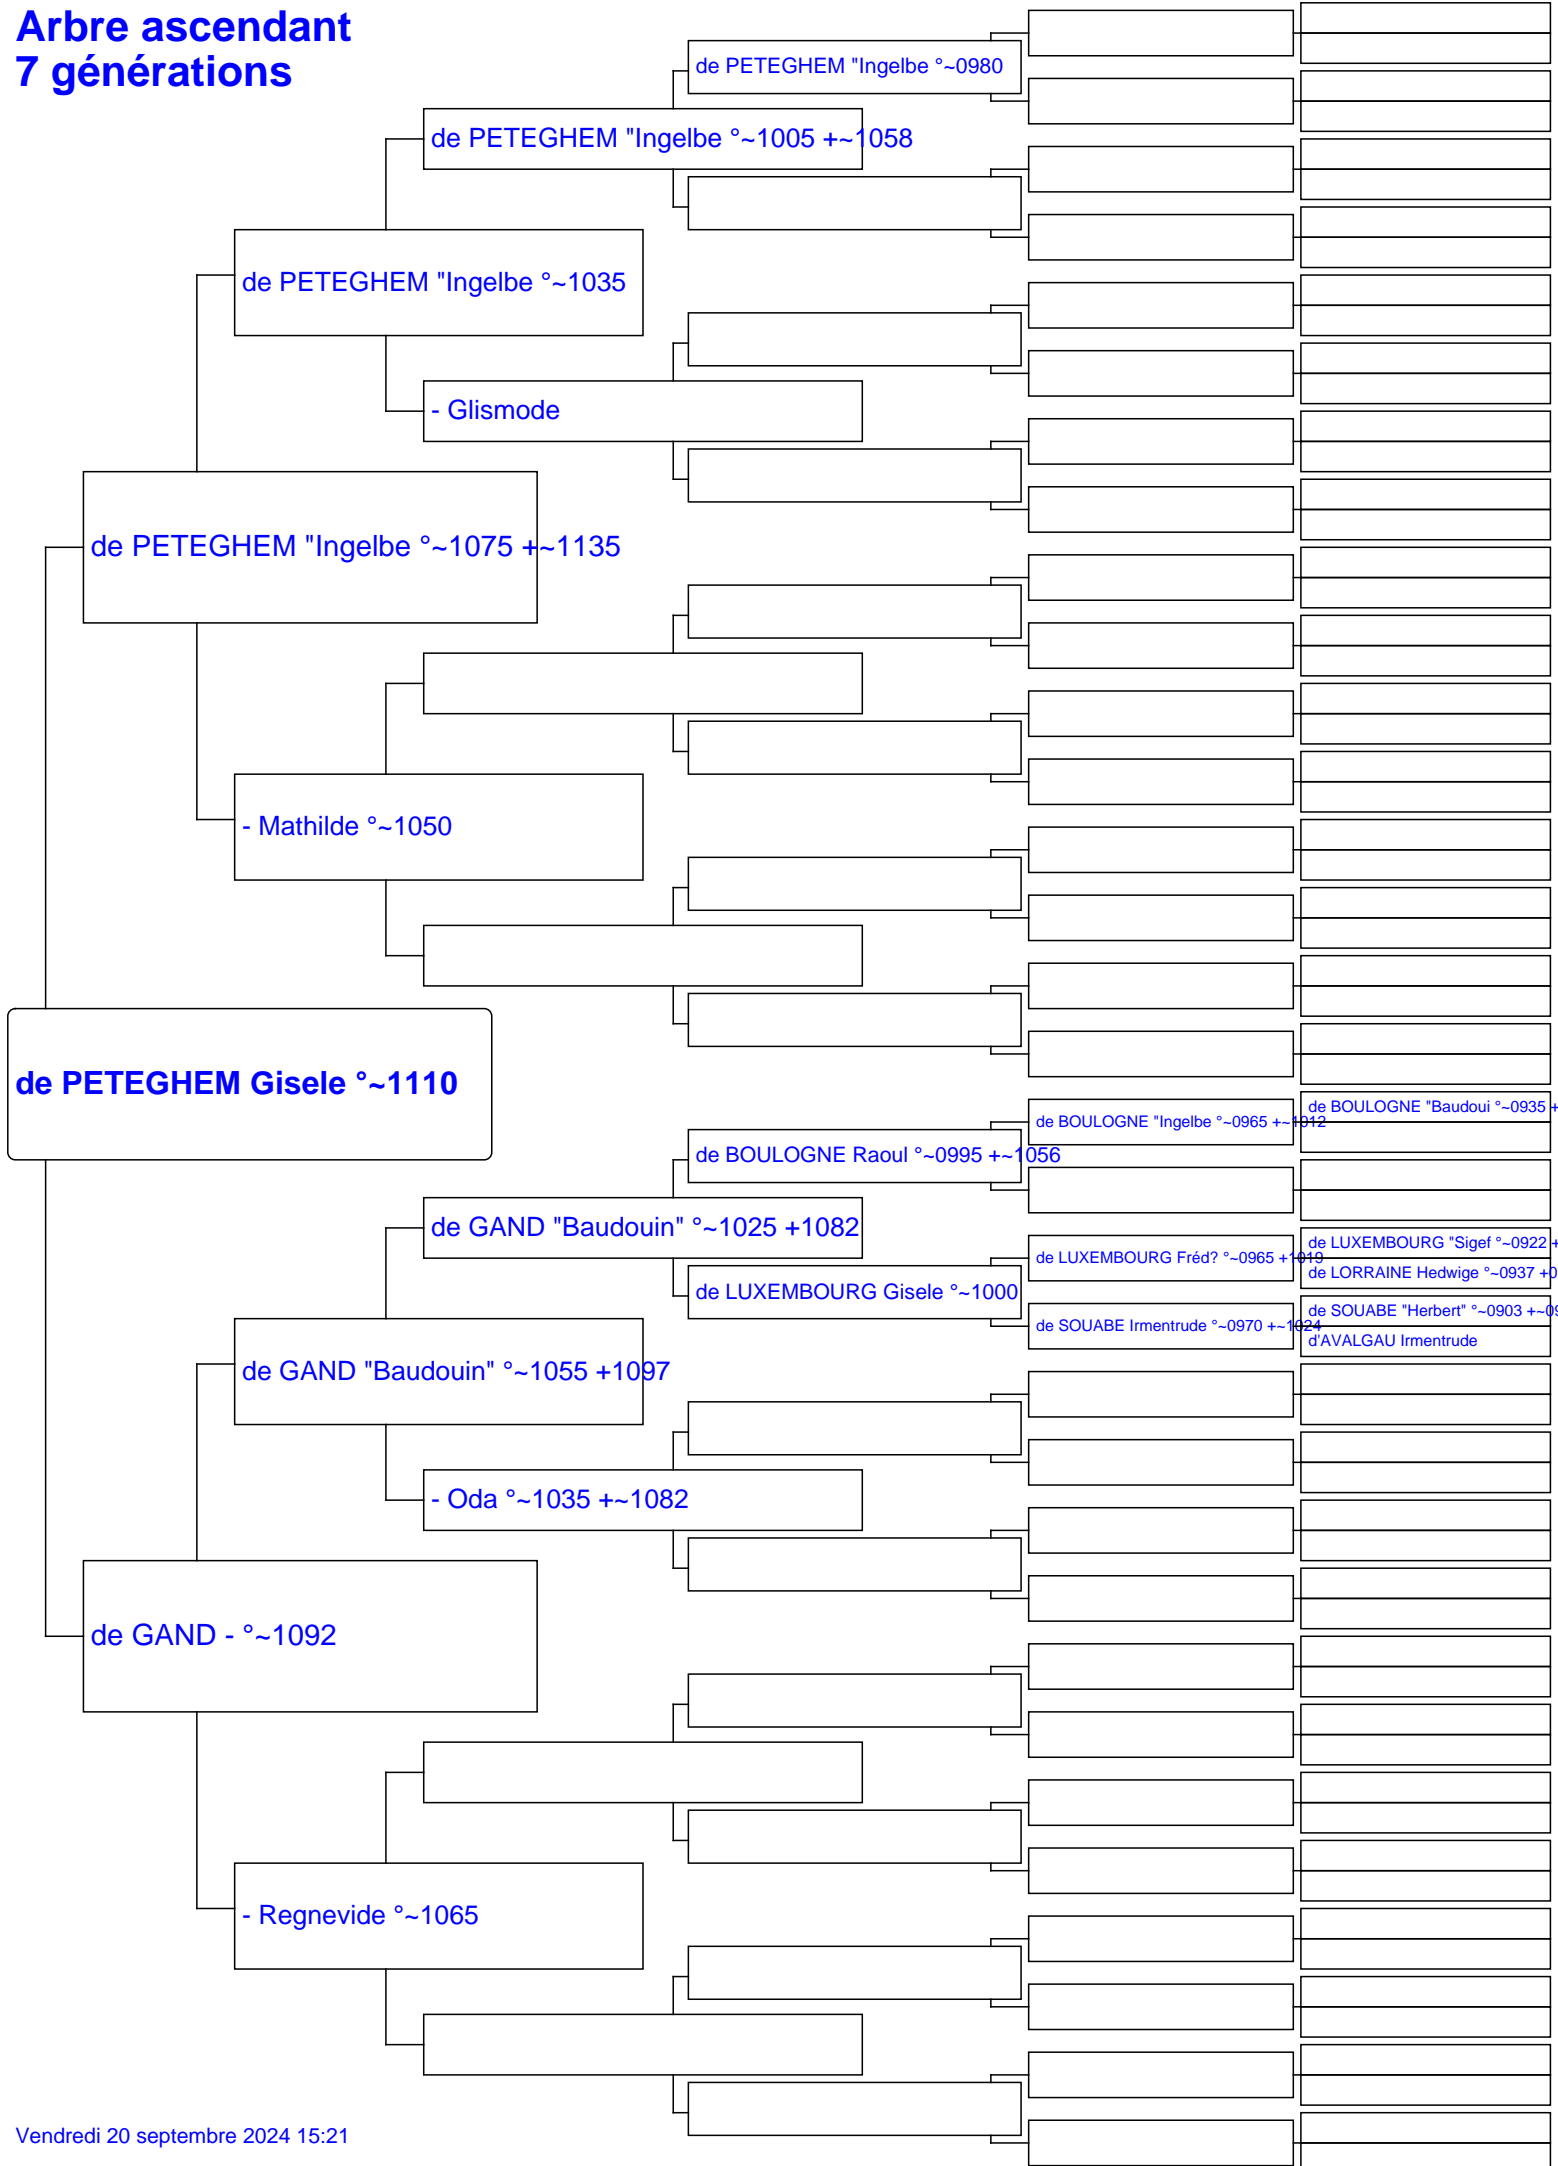 Arbre ascendant
7 générations
de PETEGHEM "Ingelbe °~0980
de PETEGHEM "Ingelbe °~1005 +~1058
de PETEGHEM "Ingelbe °~1035
- Glismode
de PETEGHEM "Ingelbe °~1075 +~1135
- Mathilde °~1050
de PETEGHEM Gisele °~1110
de BOULOGNE "Baudoui °~0935 +
de BOULOGNE "Ingelbe °~0965 +~1012
de BOULOGNE Raoul °~0995 +~1056
de GAND "Baudouin" °~1025 +1082
de LUXEMBOURG "Sigef °~0922 +
de LUXEMBOURG Fréd? °~0965 +1019
de LORRAINE Hedwige °~0937 +0
de LUXEMBOURG Gisele °~1000
de SOUABE "Herbert" °~0903 +~09
de SOUABE Irmentrude °~0970 +~1024
d'AVALGAU Irmentrude
de GAND "Baudouin" °~1055 +1097
- Oda °~1035 +~1082
de GAND - °~1092
- Regnevide °~1065
Vendredi 20 septembre 2024 15:21